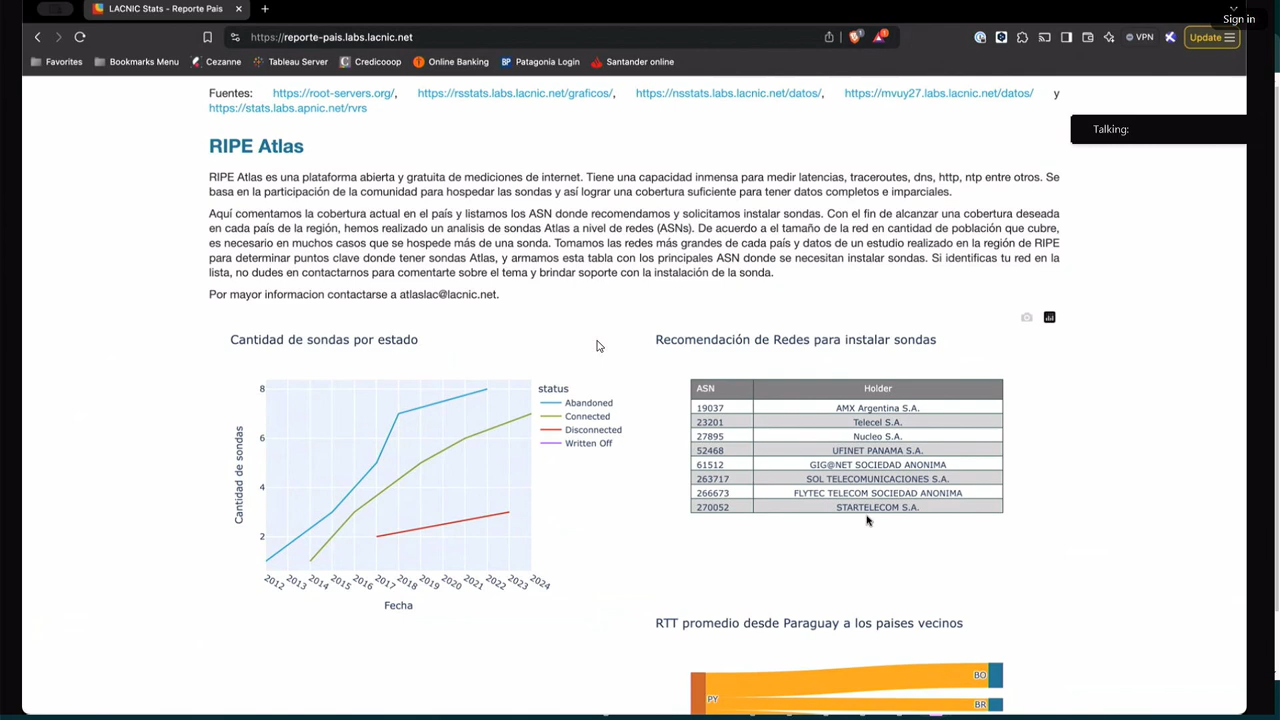 LACNIC Stats - Reporte Pais
Sign in
https://reporte-pais.labs.lacnic.net
VPN
Update
Favorites
Bookmarks Menu
Cezanne
Tableau Server
Credicooop
Online Banking
Patagonia Login
Santander online
Talking:
Fuentes: https://root-servers.org/, https://rsstats.labs.lacnic.net/graficos/, https://nsstats.labs.lacnic.net/datos/, https://mvuy27.labs.lacnic.net/datos/ y
https://stats.labs.apnic.net/rvrs
RIPE Atlas
RIPE Atlas es una plataforma abierta y gratuita de mediciones de internet. Tiene una capacidad inmensa para medir latencias, traceroutes, dns, http, ntp entre otros. Se
basa en la participación de la comunidad para hospedar las sondas y así lograr una cobertura suficiente para tener datos completos e imparciales.
Aquí comentamos la cobertura actual en el país y listamos los ASN donde recomendamos y solicitamos instalar sondas. Con el fin de alcanzar una cobertura deseada
en cada país de la región, hemos realizado un analisis de sondas Atlas a nivel de redes (ASNs). De acuerdo a el tamaño de la red en cantidad de población que cubre,
es necesario en muchos casos que se hospede más de una sonda. Tomamos las redes más grandes de cada país y datos de un estudio realizado en la región de RIPE
para determinar puntos clave donde tener sondas Atlas, y armamos esta tabla con los principales ASN donde se necesitan instalar sondas. Si identificas tu red en la
lista, no dudes en contactarnos para comentarte sobre el tema y brindar soporte con la instalación de la sonda.
Por mayor informacion contactarse a atlaslac@lacnic.net.
Cantidad de sondas por estado
Cantidad de sondas
8
6
4
2
2012 2013 2014 2015 2016 2017 2018 2019 2020 2021 2022 2023 2024
Fecha
status
Abandoned
Connected
Disconnected
Written Off
Recomendación de Redes para instalar sondas
ASN Holder
19037 AMX Argentina S.A.
23201 Telecel S.A.
27895 Nucleo S.A.
52468 UFINET PANAMA S.A.
61512 GIG@NET SOCIEDAD ANONIMA
263717 SOL TELECOMUNICACIONES S.A.
266673 FLYTEC TELECOM SOCIEDAD ANONIMA
270052 STARTELECOM S.A.
RTT promedio desde Paraguay a los paises vecinos
PY
BO
BR